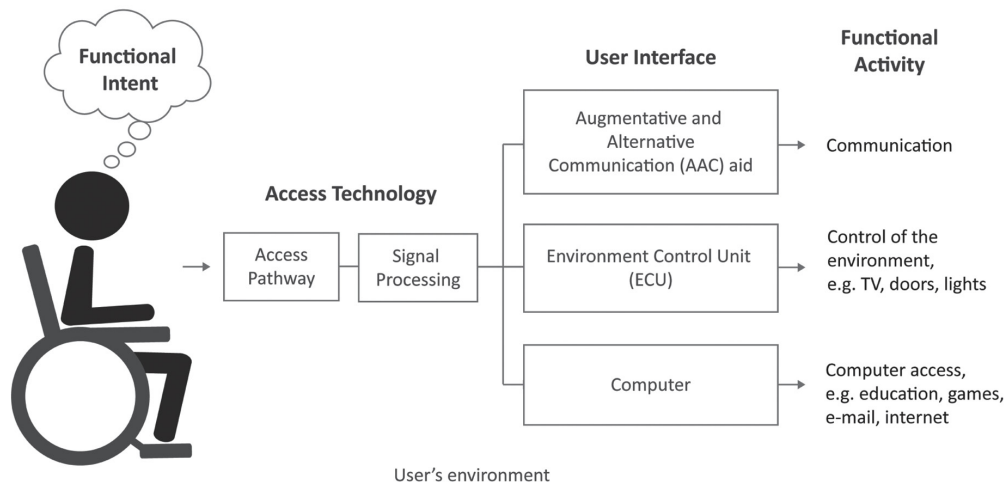 Functional
Intent
Access Technology
Access
Pathway
Signal
Processing
User Interface
Augmentative and
Alternative
Communication (AAC) aid
Environment Control Unit
(ECU)
Computer
Functional
Activity
Communication
Control of the
environment,
e.g. TV, doors, lights
Computer access,
e.g. education, games,
e-mail, internet
User’s environment